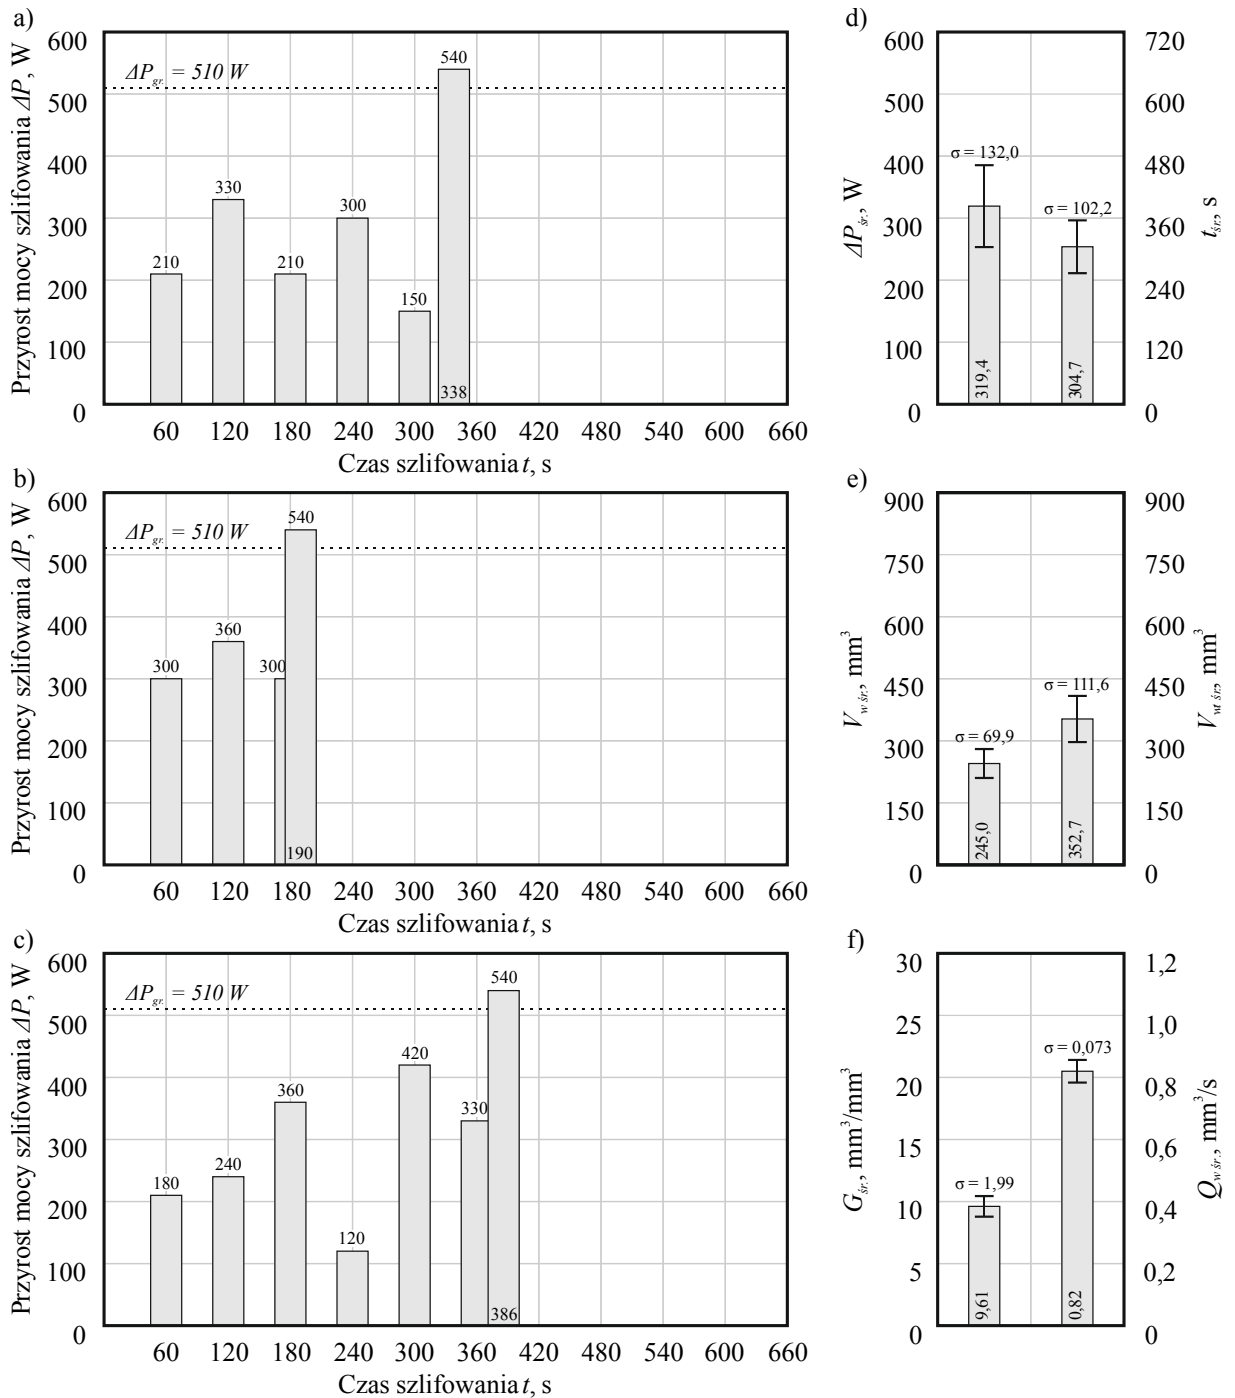 a)
Przyrost mocy szlifowania ΔP, W
600
500
400
300
200
100
0
ΔPgr. = 510 W
210
330
210
300
150
540
338
60 120 180 240 300 360 420 480 540 600 660
Czas szlifowania t, s
d)
ΔPśr., W
600
500
400
300
200
100
0
σ = 132,0
σ = 102,2
319,4
304,7
720
600
480
360
240
120
0
tśr., s
b)
Przyrost mocy szlifowania ΔP, W
600
500
400
300
200
100
0
ΔPgr. = 510 W
300
360
300
540
190
60 120 180 240 300 360 420 480 540 600 660
Czas szlifowania t, s
e)
Vw śr., mm³
900
750
600
450
300
150
0
σ = 69,9
σ = 111,6
245,0
352,7
900
750
600
450
300
150
0
Vwt śr., mm³
c)
Przyrost mocy szlifowania ΔP, W
600
500
400
300
200
100
0
ΔPgr. = 510 W
180
240
360
120
420
330
540
386
60 120 180 240 300 360 420 480 540 600 660
Czas szlifowania t, s
f)
Gśr., mm³/mm³
30
25
20
15
10
5
0
σ = 1,99
σ = 0,073
9,61
0,82
1,2
1,0
0,8
0,6
0,4
0,2
0
Qw śr., mm³/s